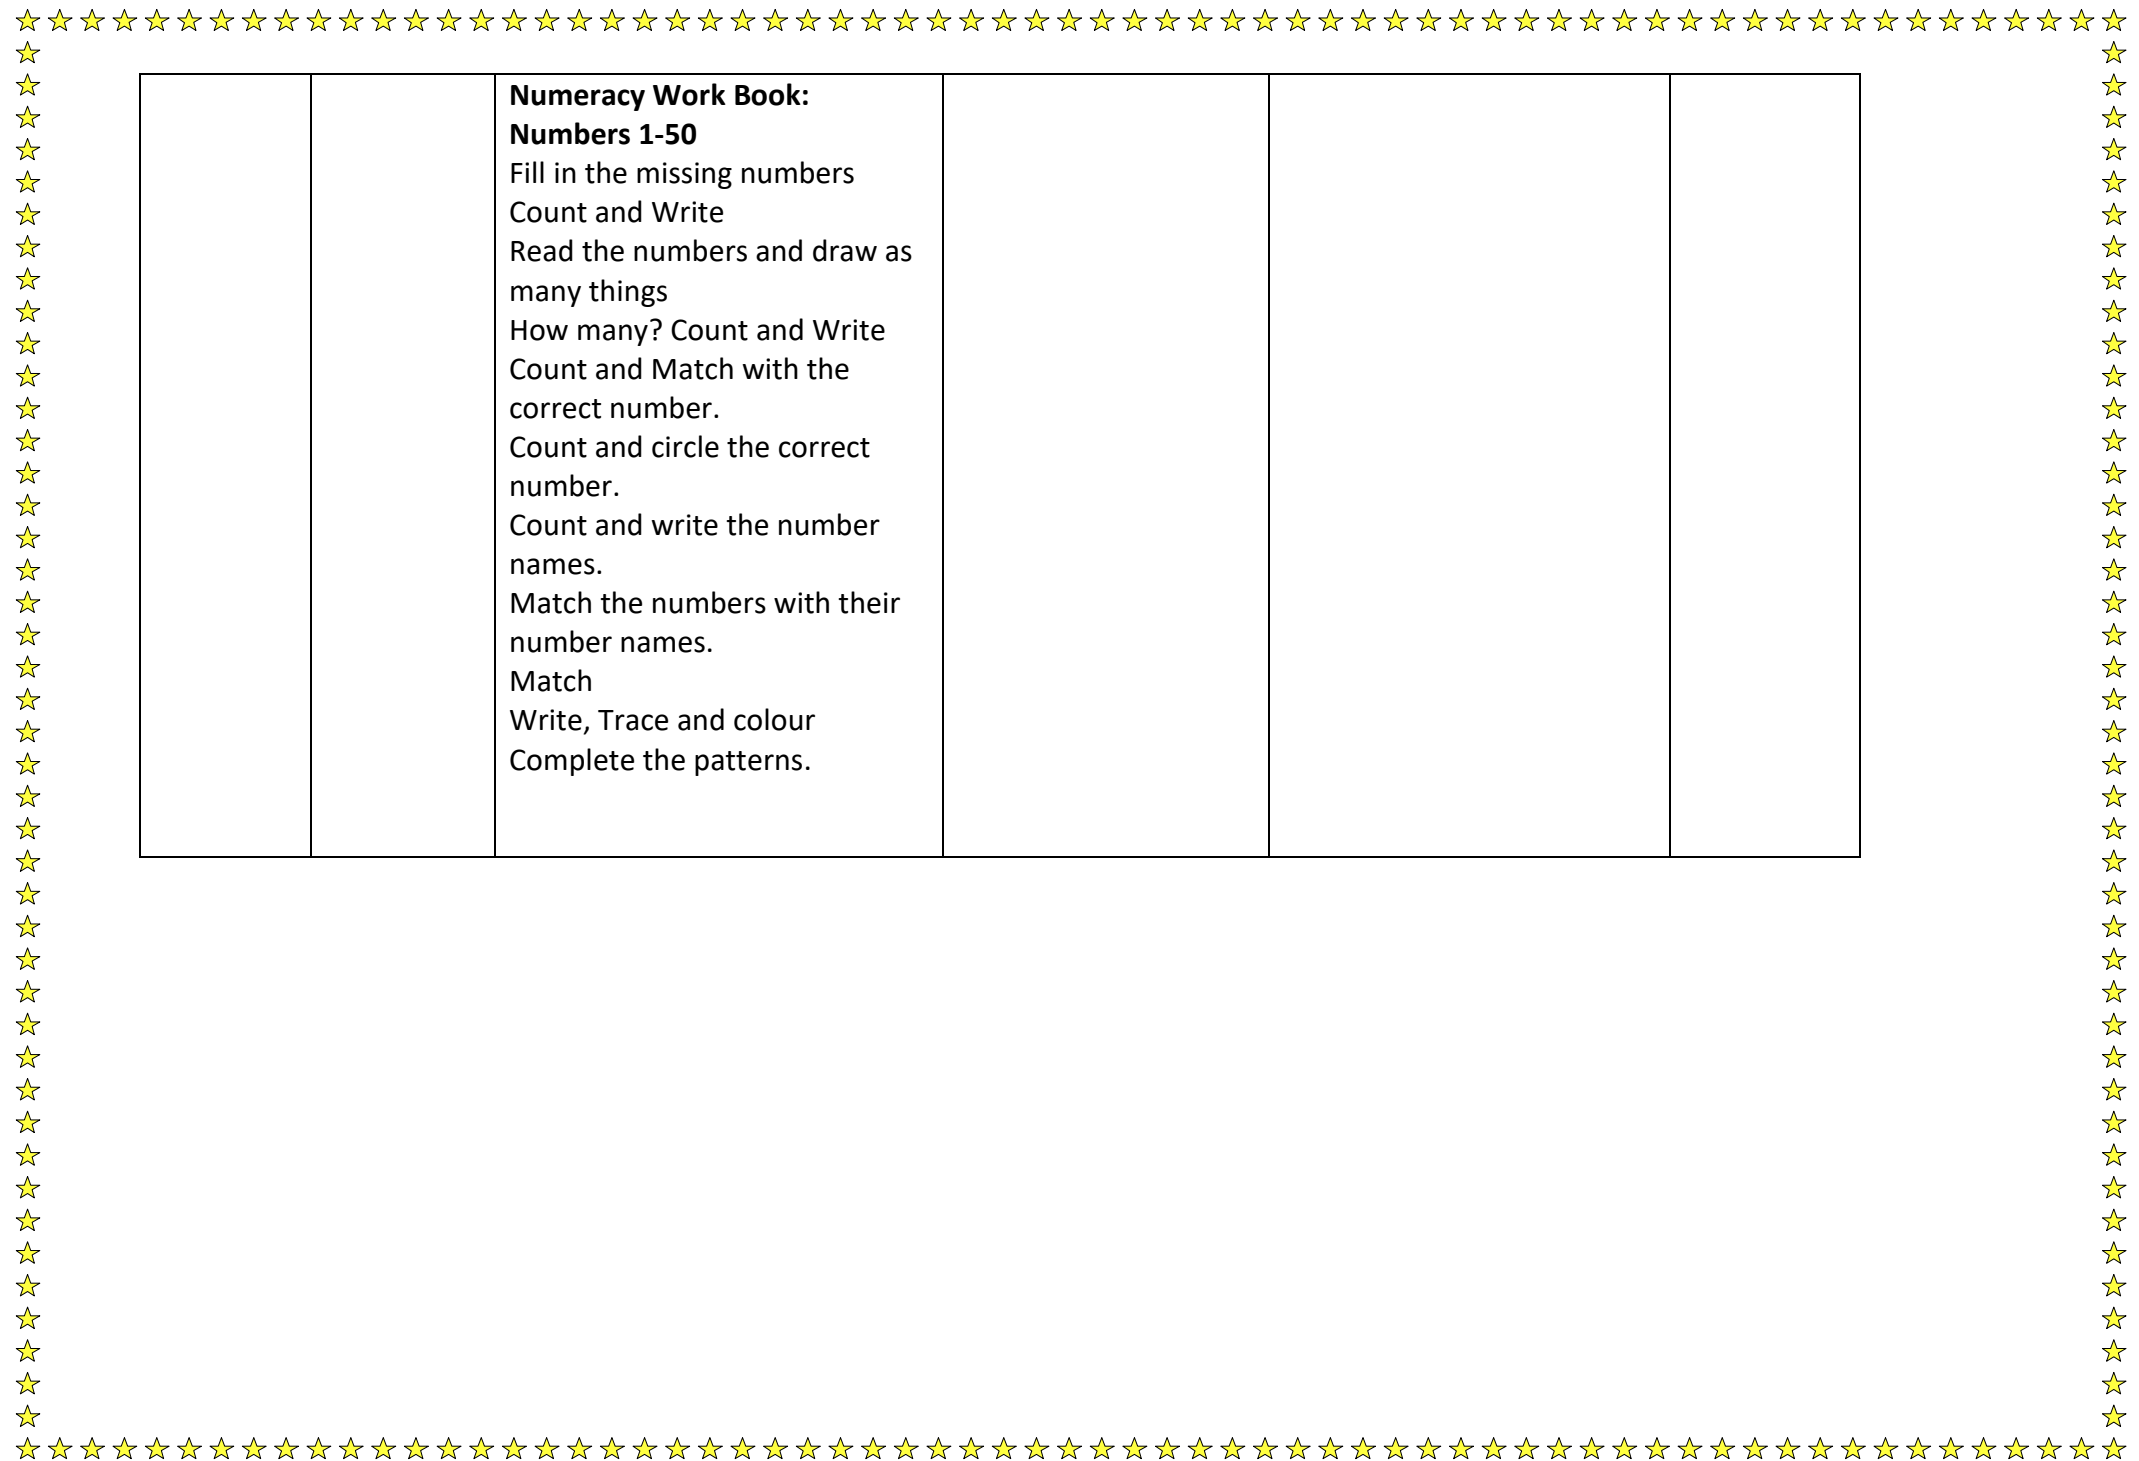 Numeracy Work Book:
Numbers 1-50
Fill in the missing numbers
Count and Write
Read the numbers and draw as
many things
How many? Count and Write
Count and Match with the
correct number.
Count and circle the correct
number.
Count and write the number
names.
Match the numbers with their
number names.
Match
Write, Trace and colour
Complete the patterns.